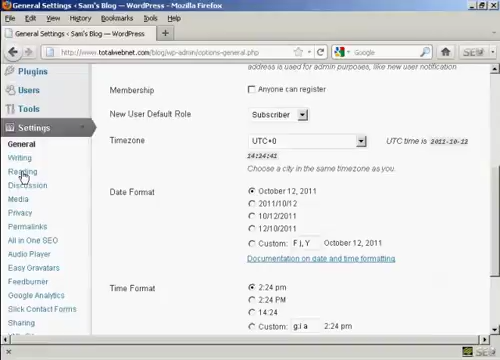 General Settings ‹ Sam's Blog — WordPress - Mozilla Firefox
File Edit View History Bookmarks Tools Help
General Settings ‹ Sam's Blog — WordPress
http://www.totalwebnet.com/blog/wp-admin/options-general.php
Google
Plugins
Users
Tools
Settings
General
Writing
Reading
Discussion
Media
Privacy
Permalinks
All in One SEO
Audio Player
Easy Gravatars
Feedburner
Google Analytics
Slick Contact Forms
Sharing
address is used for admin purposes, like new user notification
Membership
Anyone can register
New User Default Role
Subscriber
Timezone
UTC+0
UTC time is 2011-10-12
14:24:41
Choose a city in the same timezone as you.
Date Format
October 12, 2011
2011/10/12
10/12/2011
12/10/2011
Custom: F j, Y October 12, 2011
Documentation on date and time formatting.
Time Format
2:24 pm
2:24 PM
14:24
Custom: g:i a 2:24 pm